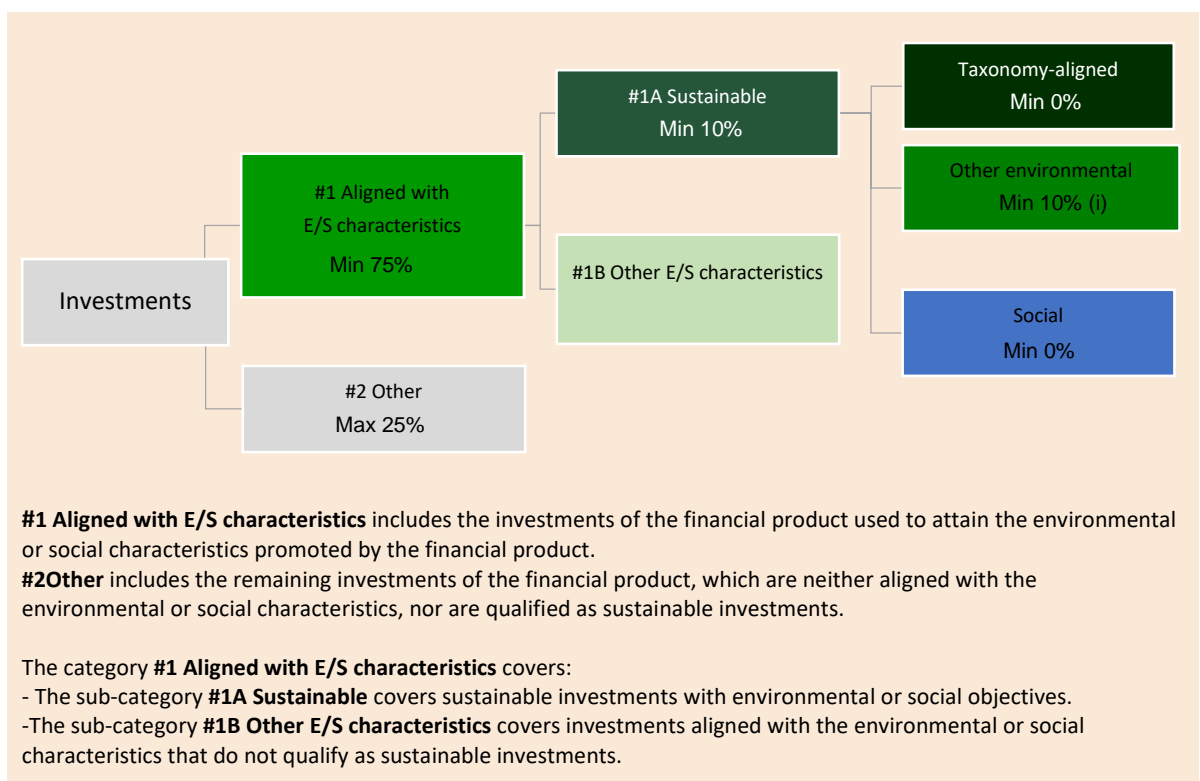 Investments
#1 Aligned with
E/S characteristics
Min 75%
#2 Other
Max 25%
#1A Sustainable
Min 10%
#1B Other E/S characteristics
Taxonomy-aligned
Min 0%
Other environmental
Min 10% (i)
Social
Min 0%
#1 Aligned with E/S characteristics includes the investments of the financial product used to attain the environmental
or social characteristics promoted by the financial product.
#2Other includes the remaining investments of the financial product, which are neither aligned with the
environmental or social characteristics, nor are qualified as sustainable investments.
The category #1 Aligned with E/S characteristics covers:
- The sub-category #1A Sustainable covers sustainable investments with environmental or social objectives.
-The sub-category #1B Other E/S characteristics covers investments aligned with the environmental or social
characteristics that do not qualify as sustainable investments.